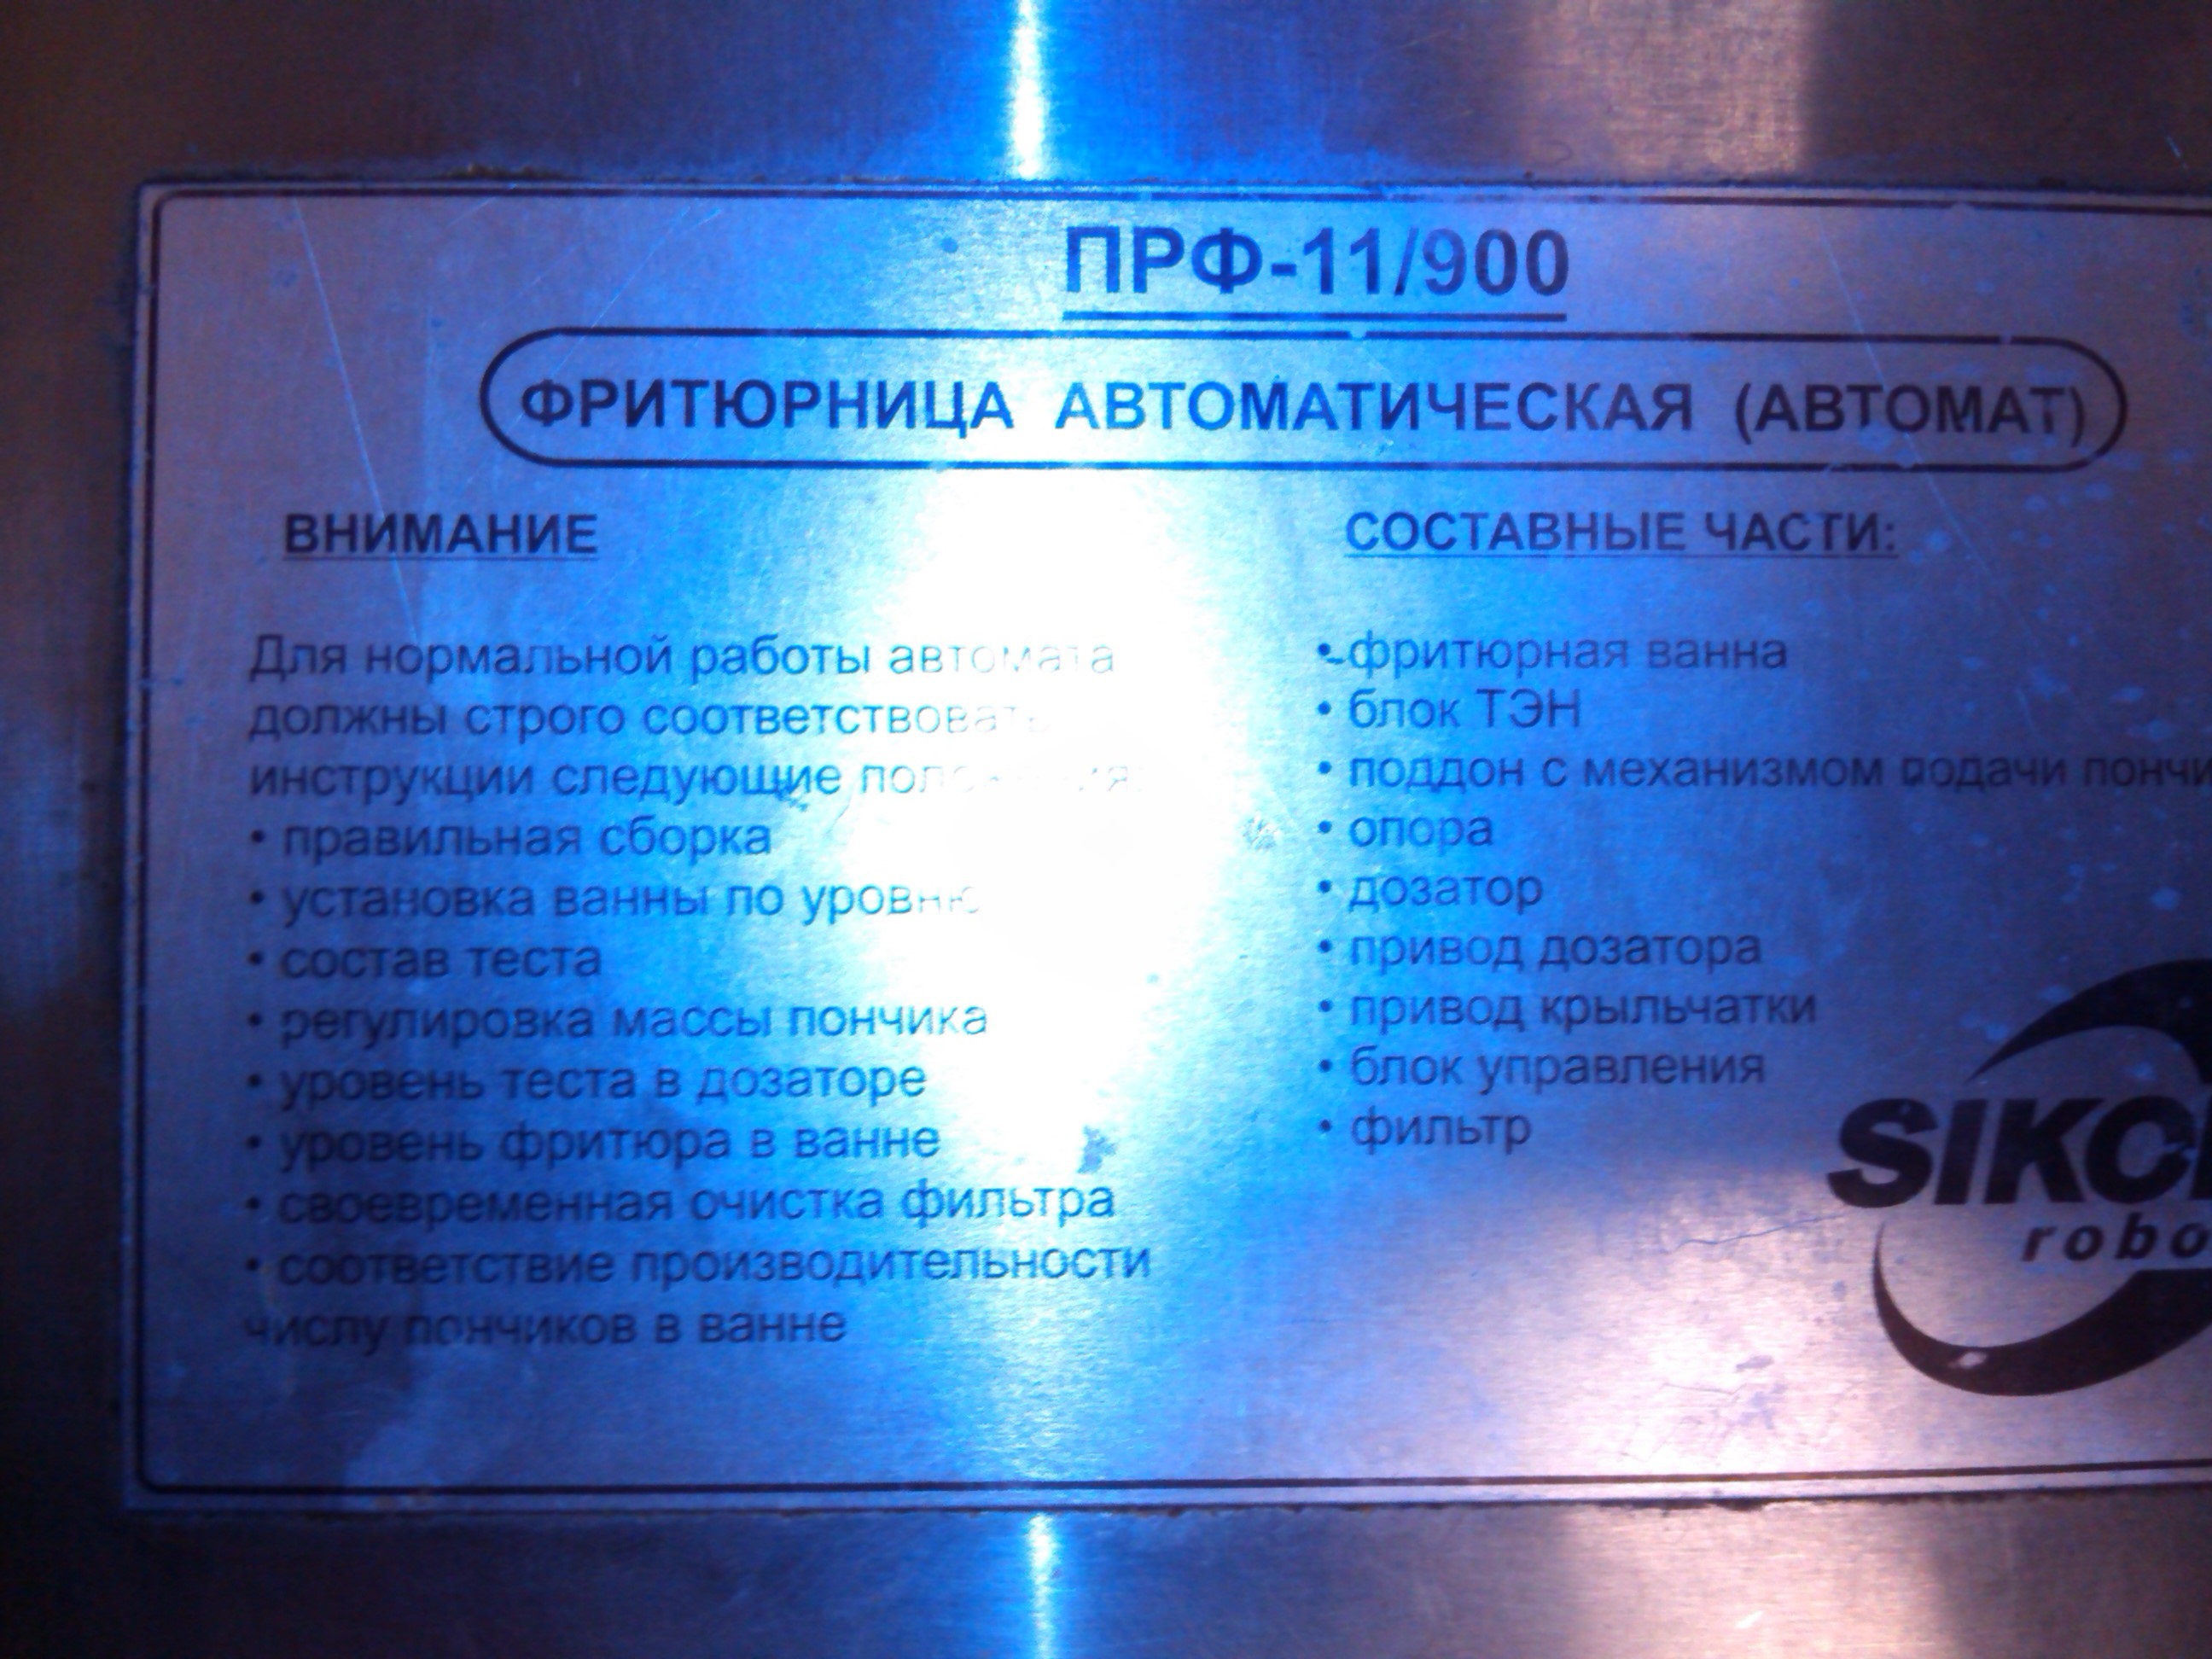 ПРФ-11/900
ФРИТЮРНИЦА АВТОМАТИЧЕСКАЯ (АВТОМАТ)
ВНИМАНИЕ
Для нормальной работы автомата
должны строго соответствовать
инструкции следующие положения:
• правильная сборка
• установка ванны по уровню
• состав теста
• регулировка массы пончика
• уровень теста в дозаторе
• уровень фритюра в ванне
• своевременная очистка фильтра
• соответствие производительности
числу пончиков в ванне
СОСТАВНЫЕ ЧАСТИ:
• фритюрная ванна
• блок ТЭН
• поддон с механизмом подачи
• опора
• дозатор
• привод дозатора
• привод крыльчатки
• блок управления
• фильтр